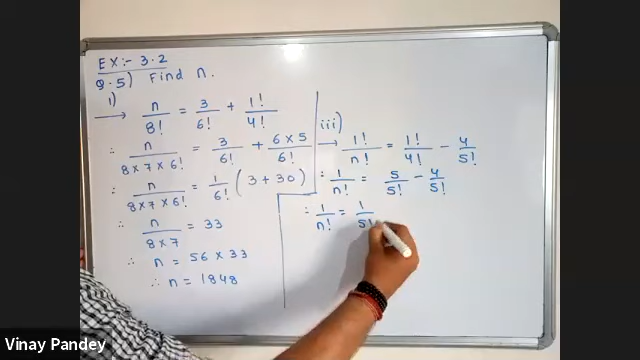 EX:- 3.2
Q.5) Find n.
i)
→ n/8! = 3/6! + 1!/4!
∴ n/(8×7×6!) = 3/6! + (6×5)/6!
∴ n/(8×7×6!) = 1/6! (3+30)
∴ n/(8×7) = 33
∴ n = 56 × 33
∴ n = 1848
iii)
→ 1!/n! = 1!/4! - 4/5!
∴ 1/n! = 5/5! - 4/5!
∴ 1/n! = 1/5!
Vinay Pandey